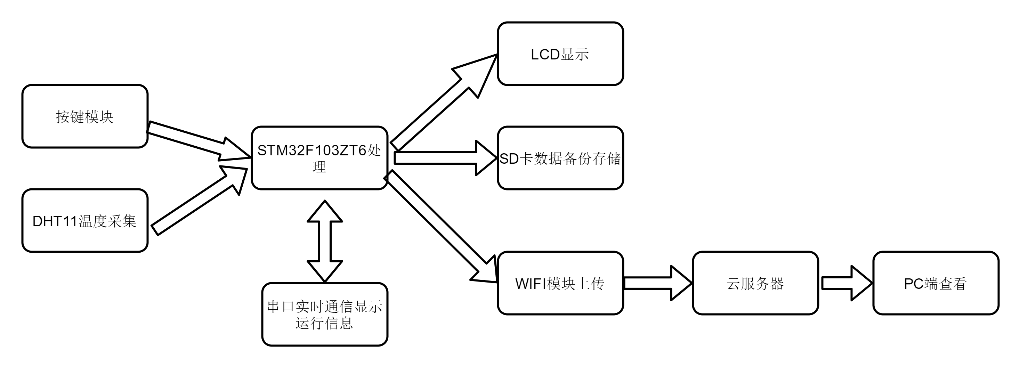 LCD显示
按键模块
STM32F103ZT6处
理
SD卡数据备份存储
DHT11温度采集
WIFI模块上传
云服务器
PC端查看
串口实时通信显示
运行信息